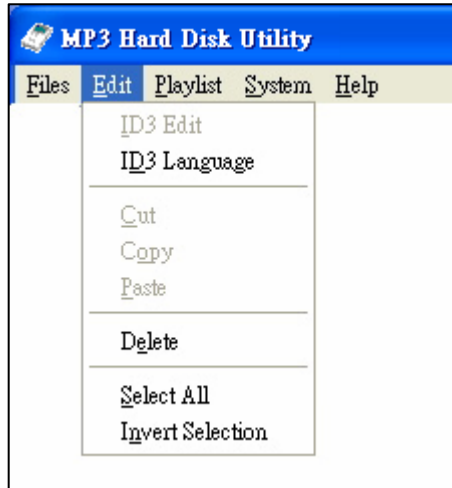 MP3 Hard Disk Utility
Files Edit Playlist System Help
ID3 Edit
ID3 Language
Cut
Copy
Paste
Delete
Select All
Invert Selection